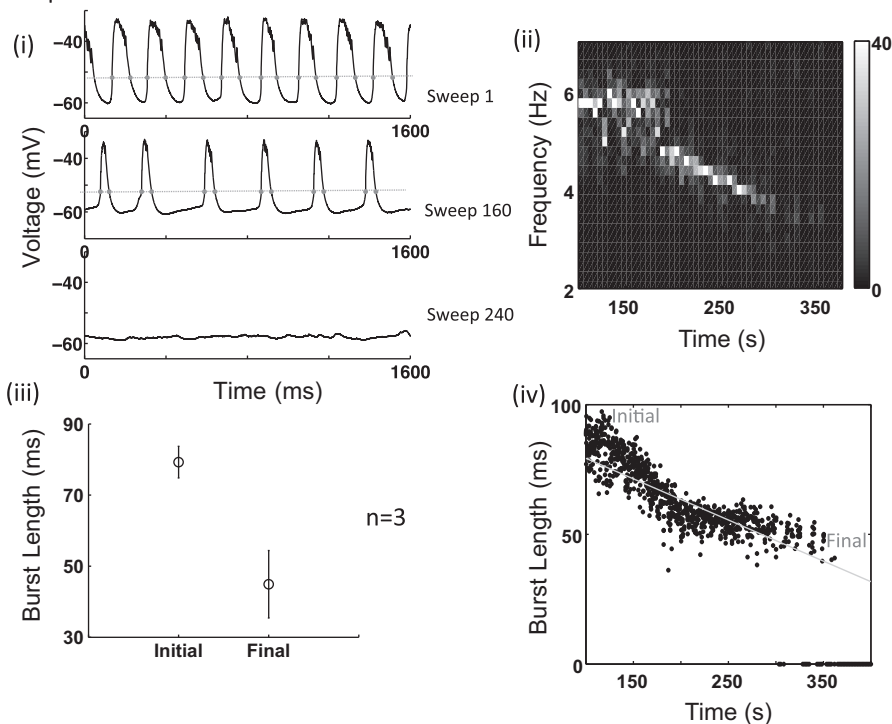 (i)
−40
−60
Sweep 1
0
1600
−40
−60
Sweep 160
0
1600
−40
−60
Sweep 240
0
1600
Voltage (mV)
Time (ms)
(ii)
6
4
2
Frequency (Hz)
150
250
350
Time (s)
40
0
(iii)
90
70
50
30
Burst Length (ms)
Initial
Final
n=3
(iv)
100
50
0
Burst Length (ms)
Initial
Final
150
250
350
Time (s)